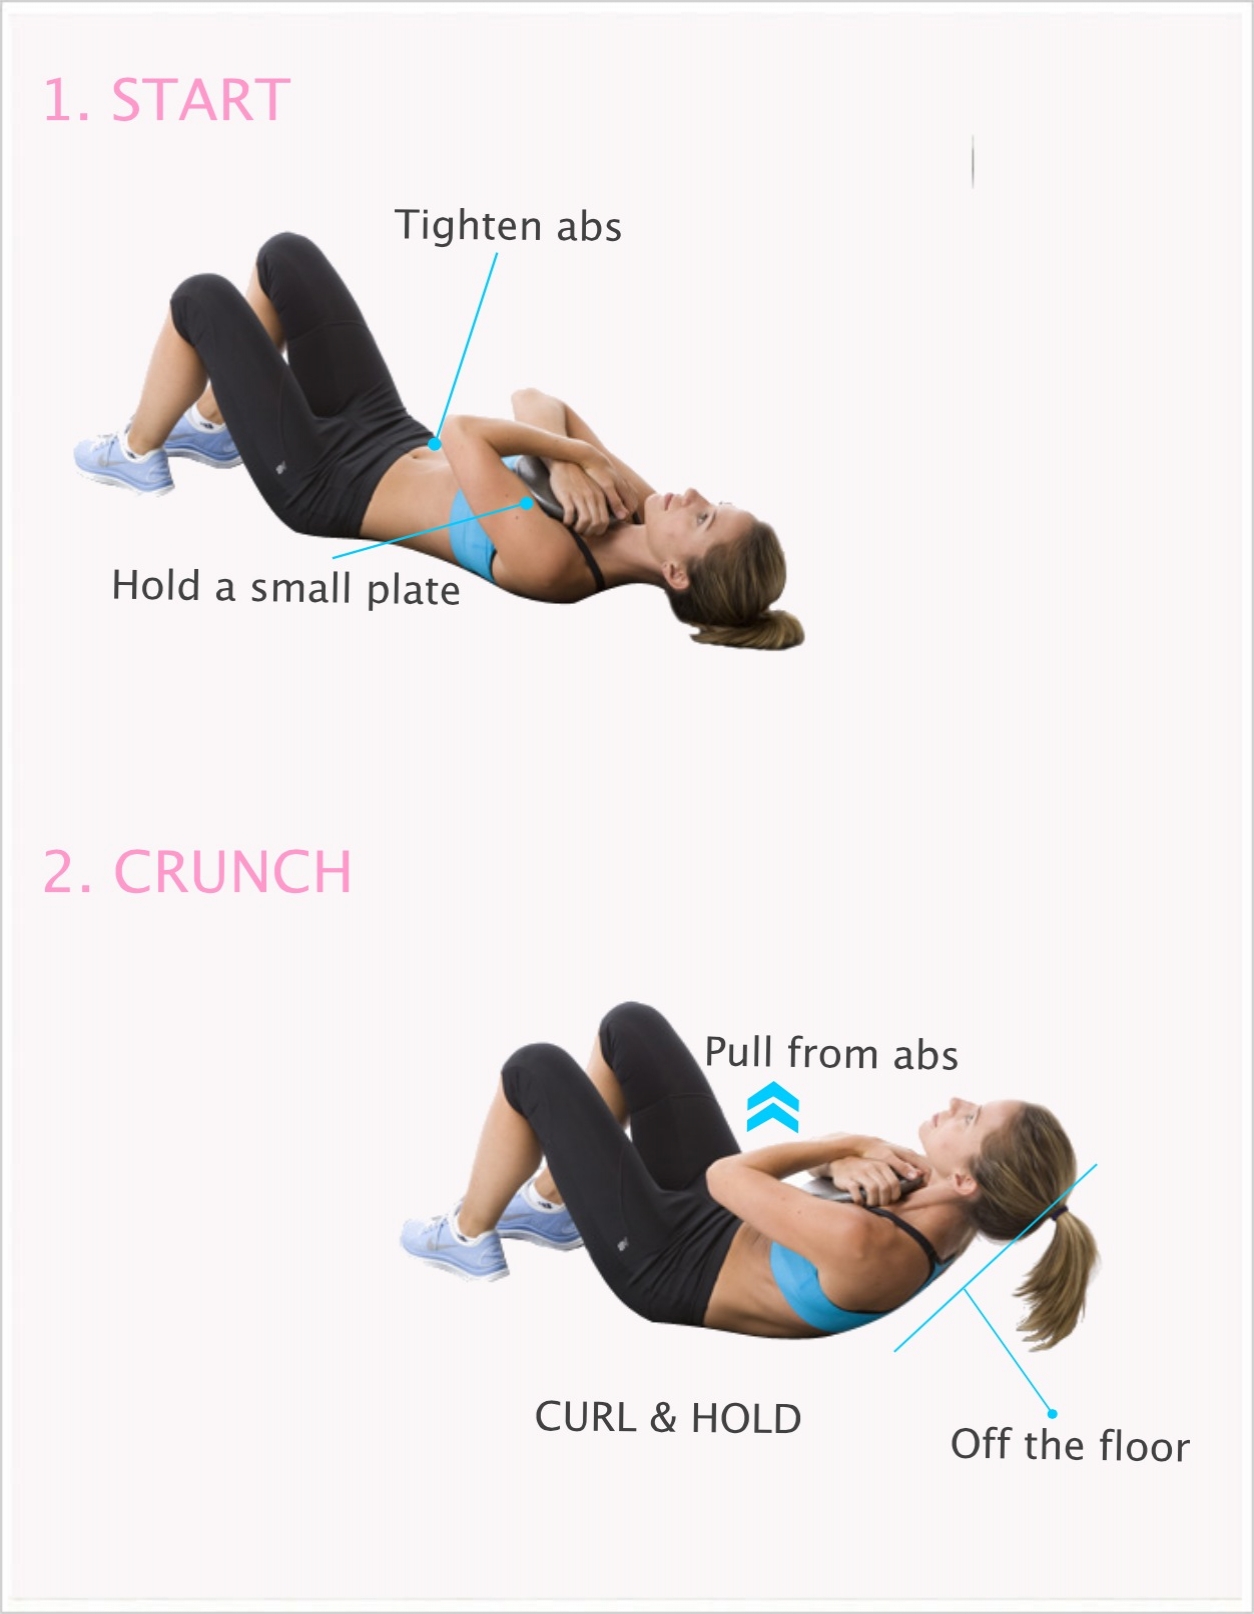 1. START
Tighten abs
Hold a small plate
2. CRUNCH
Pull from abs
CURL & HOLD
Off the floor